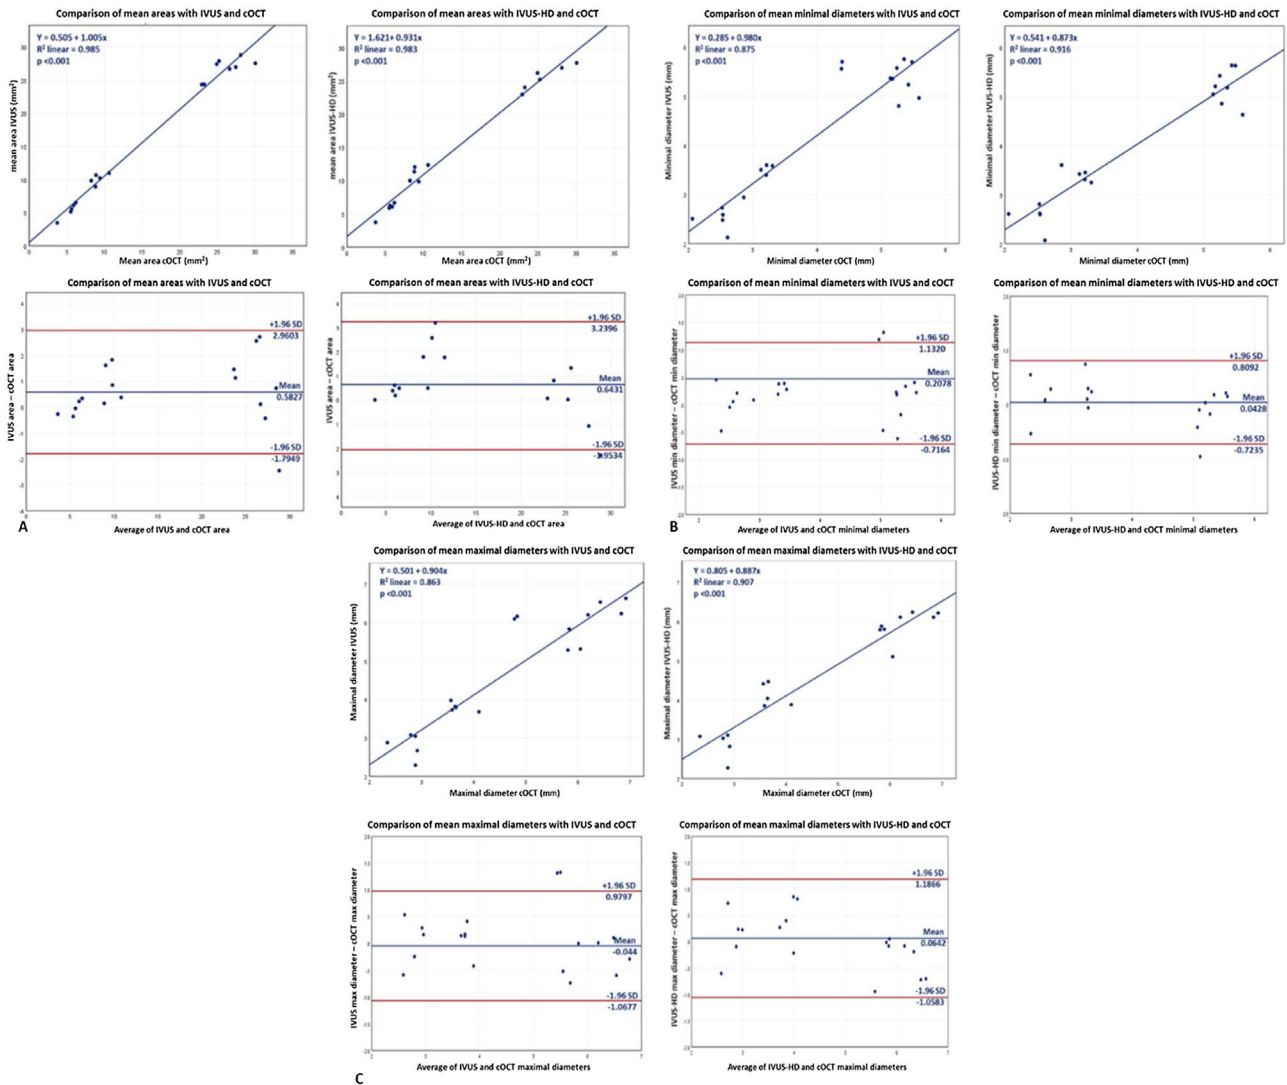 Comparison of mean areas with IVUS and cOCT
Y = 0.505 + 1.005x
R² linear = 0.985
p <0.001
mean area IVUS (mm²)
Mean area cOCT (mm²)
Comparison of mean areas with IVUS-HD and cOCT
Y = 1.621+ 0.931x
R² linear = 0.983
p <0.001
mean area IVUS-HD (mm²)
Mean area cOCT (mm²)
Comparison of mean minimal diameters with IVUS and cOCT
Y = 0.285 + 0.980x
R² linear = 0.875
p <0.001
Minimal diameter IVUS (mm)
Minimal diameter cOCT (mm)
Comparison of mean minimal diameters with IVUS-HD and cOCT
Y = 0.541 + 0.873x
R² linear = 0.916
p <0.001
Minimal diameter IVUS-HD (mm)
Minimal diameter cOCT (mm)
Comparison of mean areas with IVUS and cOCT
+1.96 SD
2.9603
Mean
0.5827
-1.96 SD
-1.7949
IVUS area – cOCT area
Average of IVUS and cOCT area
A
Comparison of mean areas with IVUS-HD and cOCT
+1.96 SD
3.2396
Mean
0.6431
-1.96 SD
IVUS area – cOCT area
Average of IVUS-HD and cOCT area
Comparison of mean minimal diameters with IVUS and cOCT
+1.96 SD
1.1320
Mean
0.2078
-1.96 SD
-0.7164
IVUS min diameter – cOCT min diameter
Average of IVUS and cOCT minimal diameters
B
Comparison of mean minimal diameters with IVUS-HD and cOCT
+1.96 SD
0.8092
Mean
0.0428
-1.96 SD
-0.7235
IVUS-HD min diameter – cOCT min diameter
Average of IVUS-HD and cOCT minimal diameters
Comparison of mean maximal diameters with IVUS and cOCT
Y = 0.501 + 0.904x
R² linear = 0.863
p <0.001
Maximal diameter IVUS (mm)
Maximal diameter cOCT (mm)
Comparison of mean maximal diameters with IVUS-HD and cOCT
Y = 0.805 + 0.887x
R² linear = 0.907
p <0.001
Maximal diameter IVUS-HD (mm)
Maximal diameter cOCT (mm)
Comparison of mean maximal diameters with IVUS and cOCT
+1.96 SD
0.9797
Mean
-0.044
-1.96 SD
-1.0677
IVUS max diameter – cOCT max diameter
Average of IVUS and cOCT maximal diameters
C
Comparison of mean maximal diameters with IVUS-HD and cOCT
+1.96 SD
1.1866
Mean
0.0642
-1.96 SD
-1.0583
IVUS-HD max diameter – cOCT max diameter
Average of IVUS-HD and cOCT maximal diameters